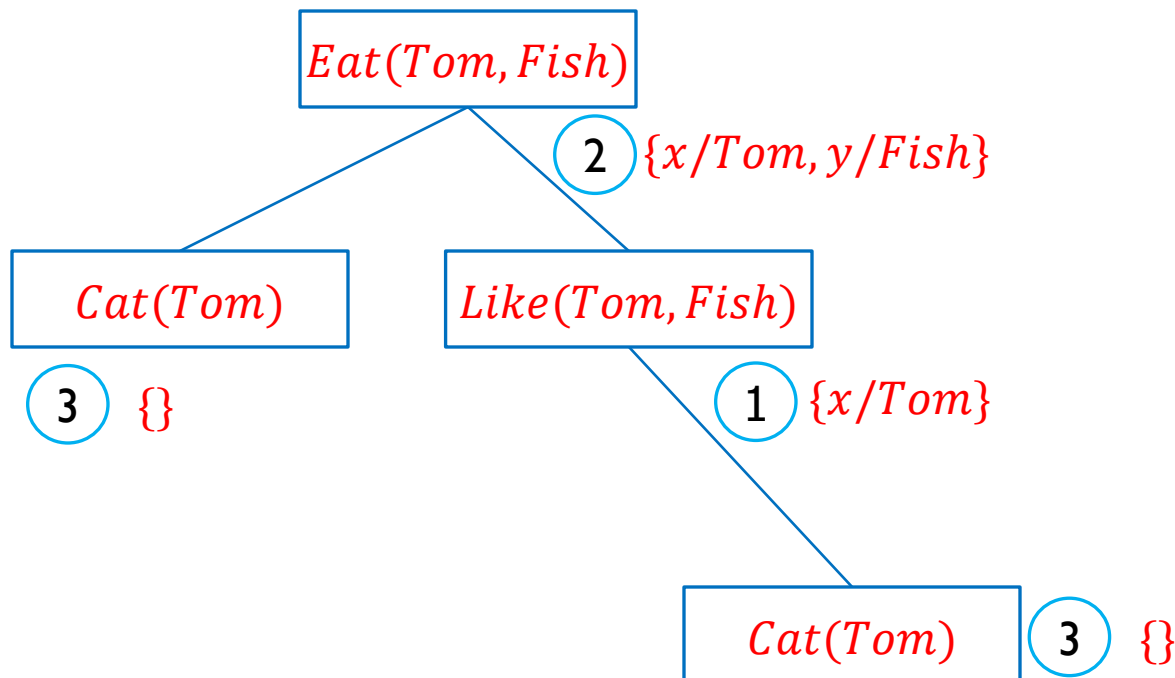 Eat(Tom, Fish)
2 {x/Tom, y/Fish}
Cat(Tom)
Like(Tom, Fish)
3 {}
1 {x/Tom}
Cat(Tom) 3 {}